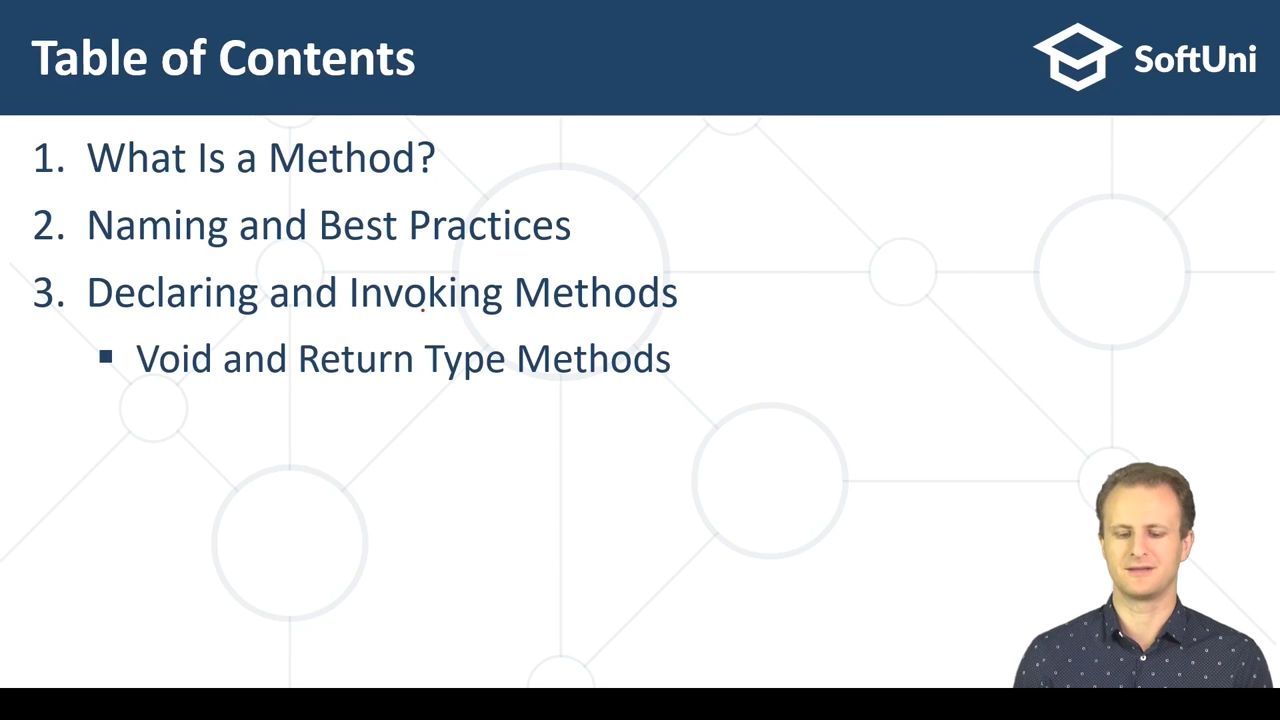 Table of Contents
SoftUni
1. What Is a Method?
2. Naming and Best Practices
3. Declaring and Invoking Methods
▪ Void and Return Type Methods